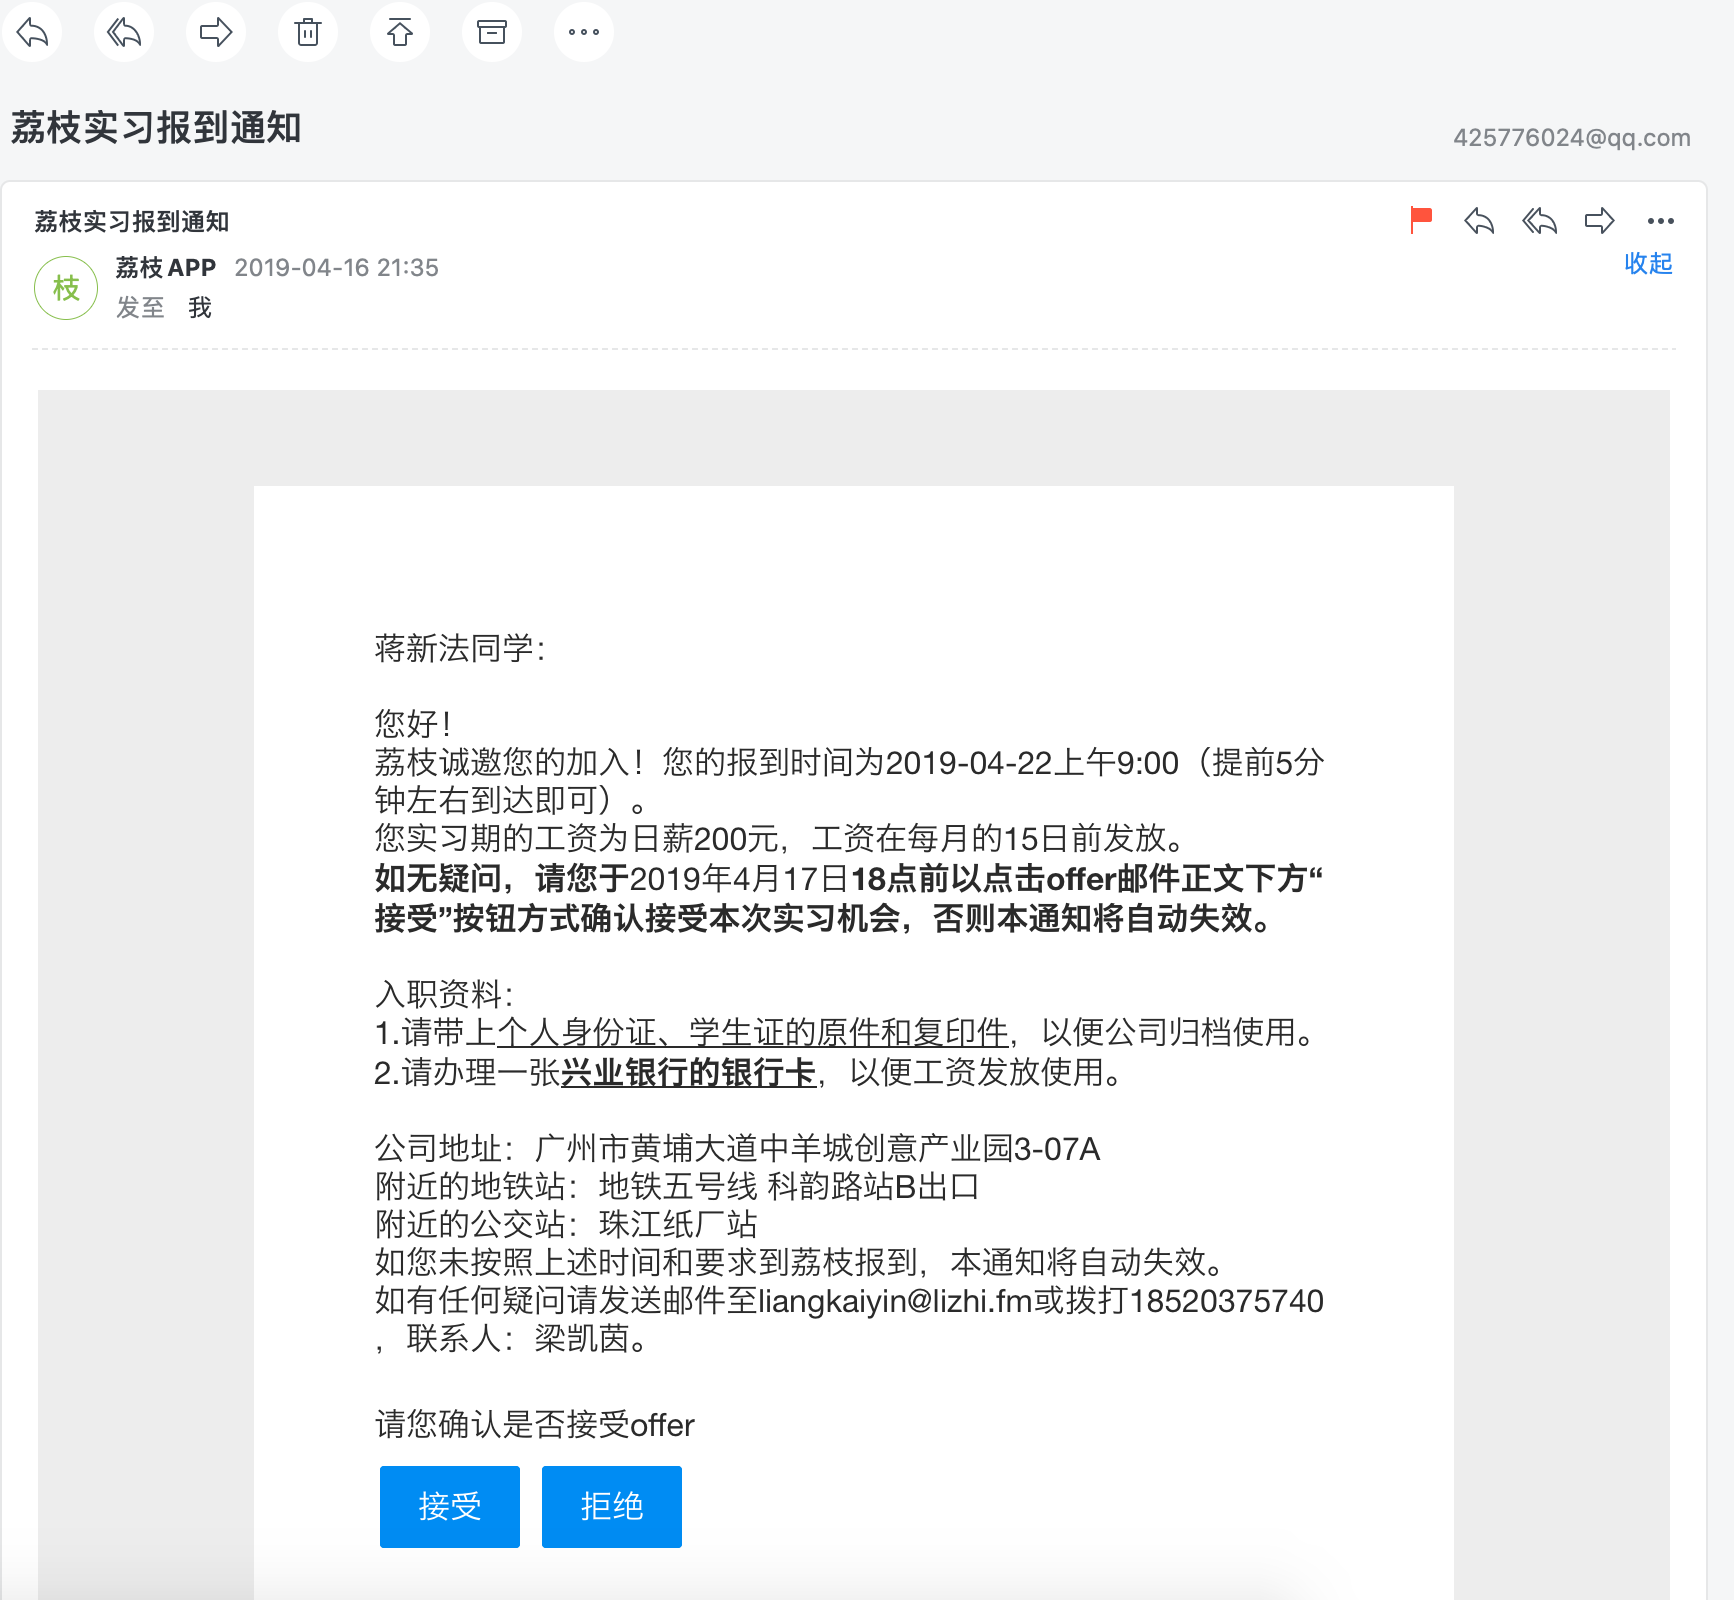 荔枝实习报到通知
425776024@qq.com
荔枝实习报到通知
枝
荔枝 APP 2019-04-16 21:35
收起
发至 我
蒋新法同学：
您好！
荔枝诚邀您的加入！您的报到时间为2019-04-22上午9:00（提前5分
钟左右到达即可）。
您实习期的工资为日薪200元，工资在每月的15日前发放。
如无疑问，请您于2019年4月17日18点前以点击offer邮件正文下方“
接受”按钮方式确认接受本次实习机会，否则本通知将自动失效。
入职资料：
1.请带上个人身份证、学生证的原件和复印件，以便公司归档使用。
2.请办理一张兴业银行的银行卡，以便工资发放使用。
公司地址：广州市黄埔大道中羊城创意产业园3-07A
附近的地铁站：地铁五号线 科韵路站B出口
附近的公交站：珠江纸厂站
如您未按照上述时间和要求到荔枝报到，本通知将自动失效。
如有任何疑问请发送邮件至liangkaiyin@lizhi.fm或拨打18520375740
，联系人：梁凯茵。
请您确认是否接受offer
接受 拒绝